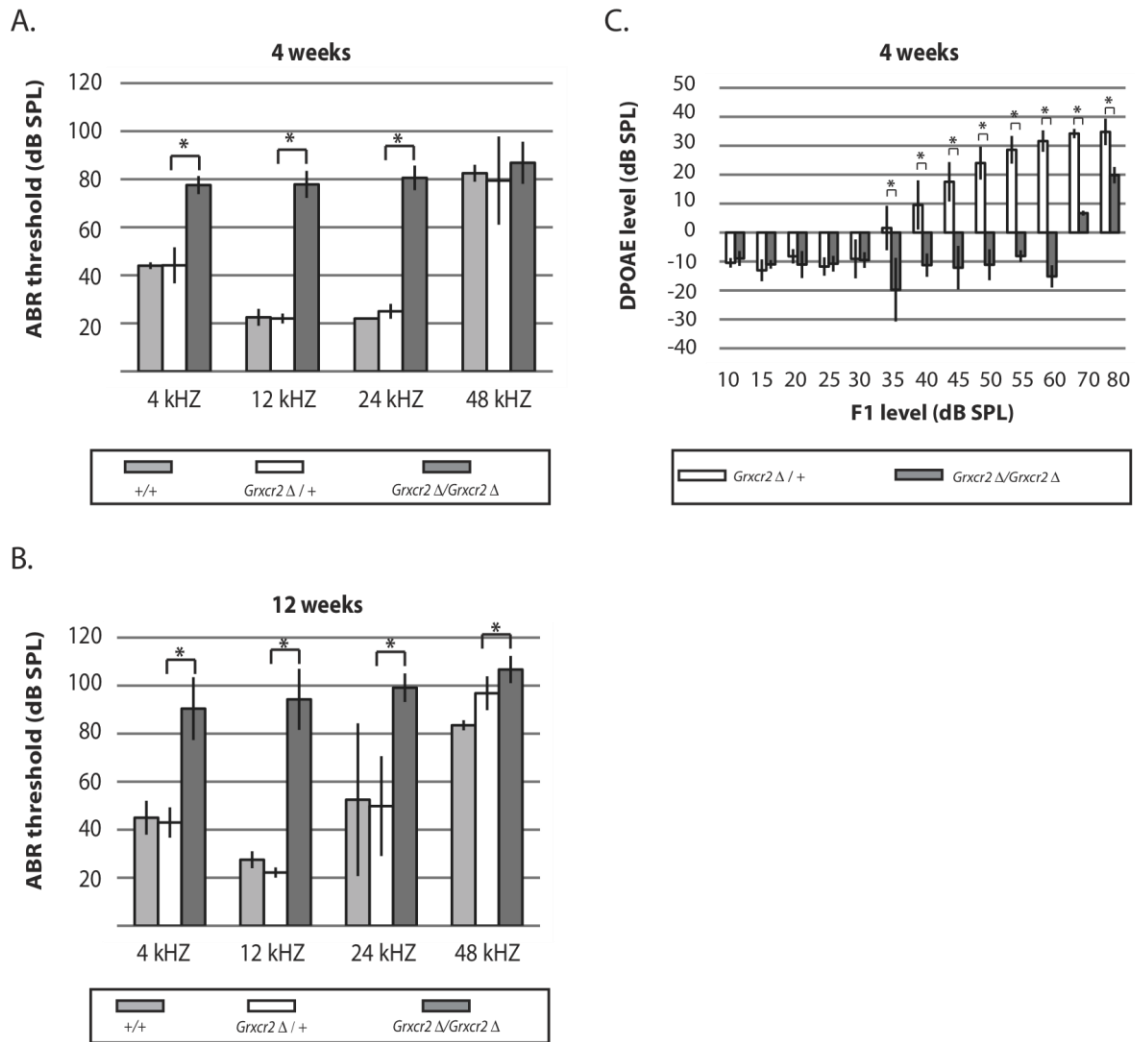 A.
4 weeks
ABR threshold (dB SPL)
120
100
80
60
40
20
* * *
4 kHZ 12 kHZ 24 kHZ 48 kHZ
+/+ Grxcr2 Δ / + Grxcr2 Δ/Grxcr2 Δ
B.
12 weeks
ABR threshold (dB SPL)
120
100
80
60
40
20
* * * *
4 kHZ 12 kHZ 24 kHZ 48 kHZ
+/+ Grxcr2 Δ / + Grxcr2 Δ/Grxcr2 Δ
C.
4 weeks
DPOAE level (dB SPL)
50
40
30
20
10
0
-10
-20
-30
-40
* * * * * * * *
10 15 20 25 30 35 40 45 50 55 60 70 80
F1 level (dB SPL)
Grxcr2 Δ / + Grxcr2 Δ/Grxcr2 Δ